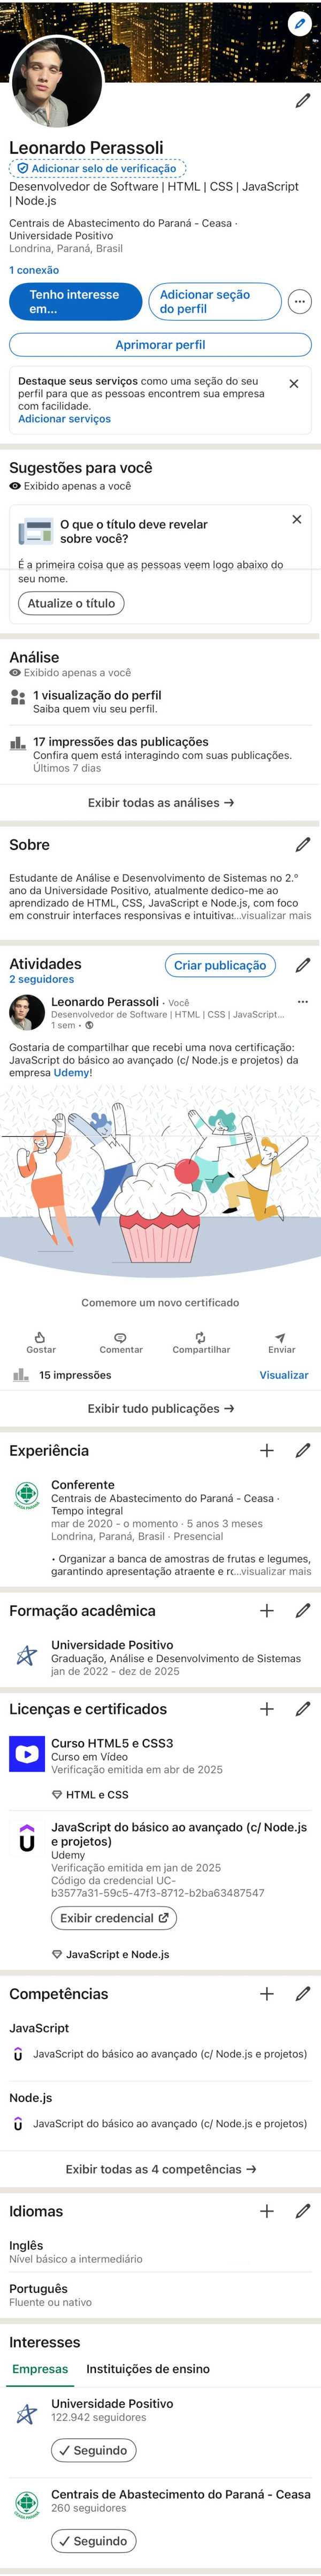 Leonardo Perassoli
Adicionar selo de verificação
Desenvolvedor de Software | HTML | CSS | JavaScript
| Node.js
Centrais de Abastecimento do Paraná - Ceasa ·
Universidade Positivo
Londrina, Paraná, Brasil
1 conexão
Tenho interesse
em...
Adicionar seção
do perfil
Aprimorar perfil
Destaque seus serviços como uma seção do seu
perfil para que as pessoas encontrem sua empresa
com facilidade.
Adicionar serviços
Sugestões para você
Exibido apenas a você
O que o título deve revelar
sobre você?
É a primeira coisa que as pessoas veem logo abaixo do
seu nome.
Atualize o título
Análise
Exibido apenas a você
1 visualização do perfil
Saiba quem viu seu perfil.
17 impressões das publicações
Confira quem está interagindo com suas publicações.
Últimos 7 dias
Exibir todas as análises →
Sobre
Estudante de Análise e Desenvolvimento de Sistemas no 2.º
ano da Universidade Positivo, atualmente dedico-me ao
aprendizado de HTML, CSS, JavaScript e Node.js, com foco
em construir interfaces responsivas e intuitivas...visualizar mais
Atividades
Criar publicação
2 seguidores
Leonardo Perassoli · Você
Desenvolvedor de Software | HTML | CSS | JavaScript...
1 sem ·
Gostaria de compartilhar que recebi uma nova certificação:
JavaScript do básico ao avançado (c/ Node.js e projetos) da
empresa Udemy!
Comemore um novo certificado
Gostar
Comentar
Compartilhar
Enviar
15 impressões
Visualizar
Exibir tudo publicações →
Experiência
Conferente
Centrais de Abastecimento do Paraná - Ceasa ·
Tempo integral
mar de 2020 - o momento · 5 anos 3 meses
Londrina, Paraná, Brasil · Presencial
• Organizar a banca de amostras de frutas e legumes,
garantindo apresentação atraente e ro...visualizar mais
Formação acadêmica
Universidade Positivo
Graduação, Análise e Desenvolvimento de Sistemas
jan de 2022 - dez de 2025
Licenças e certificados
Curso HTML5 e CSS3
Curso em Vídeo
Verificação emitida em abr de 2025
HTML e CSS
JavaScript do básico ao avançado (c/ Node.js
e projetos)
Udemy
Verificação emitida em jan de 2025
Código da credencial UC-
b3577a31-59c5-47f3-8712-b2ba63487547
Exibir credencial
JavaScript e Node.js
Competências
JavaScript
JavaScript do básico ao avançado (c/ Node.js e projetos)
Node.js
JavaScript do básico ao avançado (c/ Node.js e projetos)
Exibir todas as 4 competências →
Idiomas
Inglês
Nível básico a intermediário
Português
Fluente ou nativo
Interesses
Empresas
Instituições de ensino
Universidade Positivo
122.942 seguidores
Seguindo
Centrais de Abastecimento do Paraná - Ceasa
260 seguidores
Seguindo